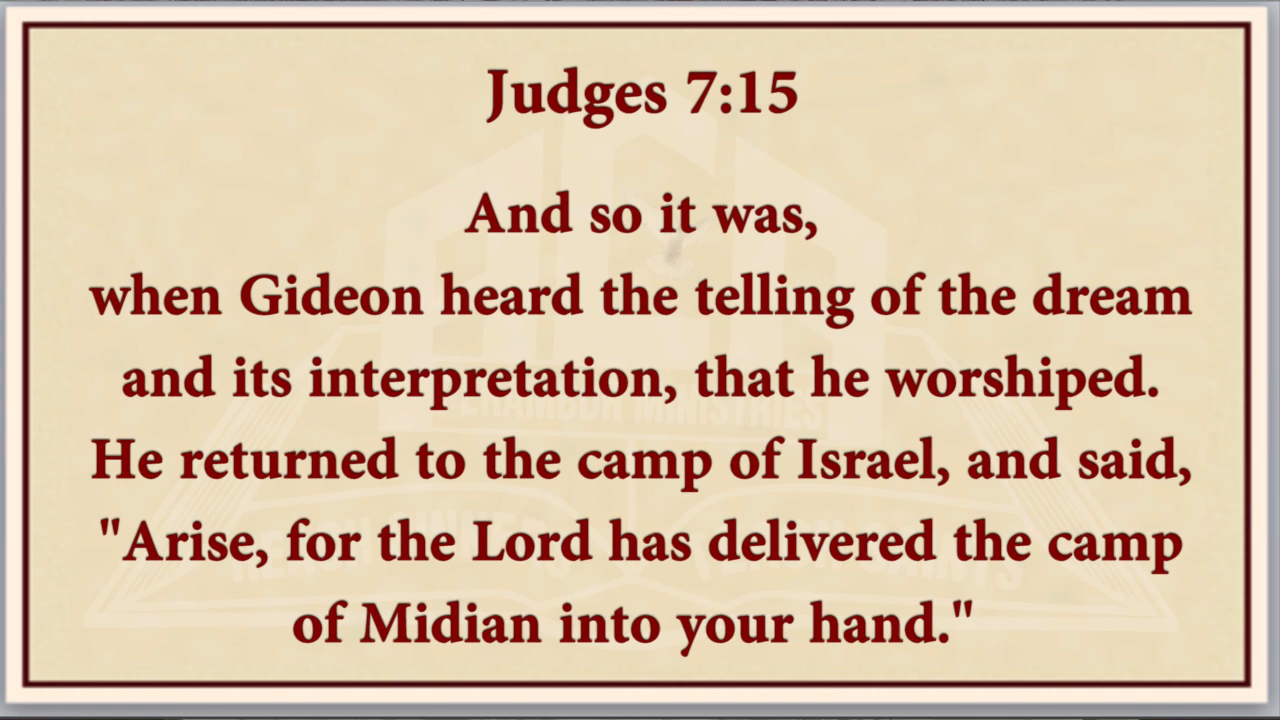 Judges 7:15
And so it was,
when Gideon heard the telling of the dream
and its interpretation, that he worshiped.
He returned to the camp of Israel, and said,
"Arise, for the Lord has delivered the camp
of Midian into your hand."